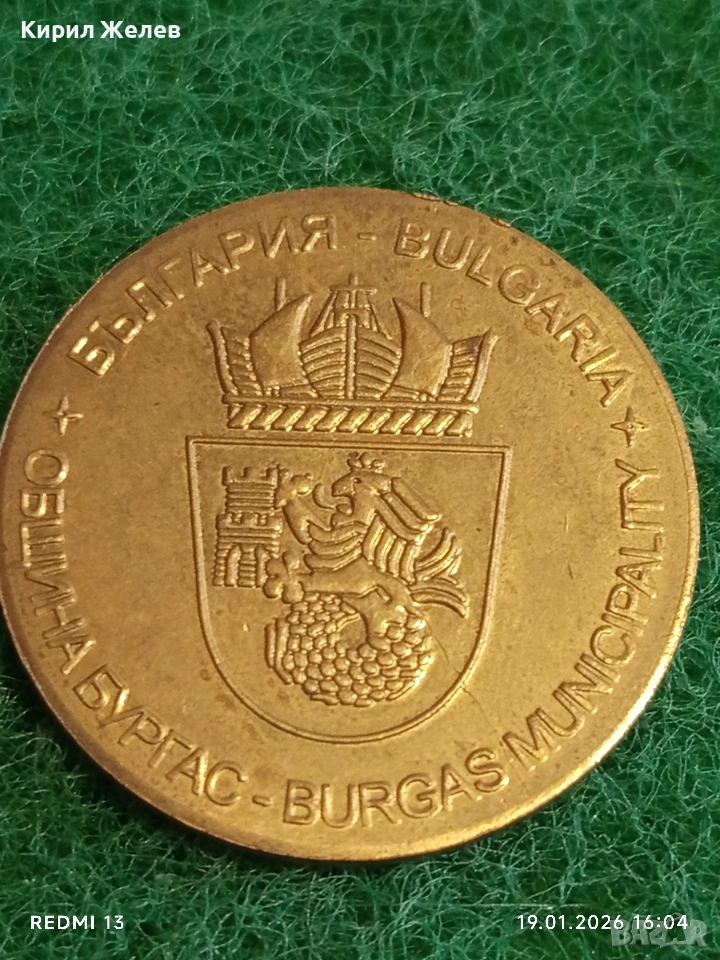 Кирил Желев
БЪЛГАРИЯ - BULGARIA
ОБЩИНА БУРГАС - BURGAS MUNICIPALITY
REDMI 13
19.01.2026 16:04